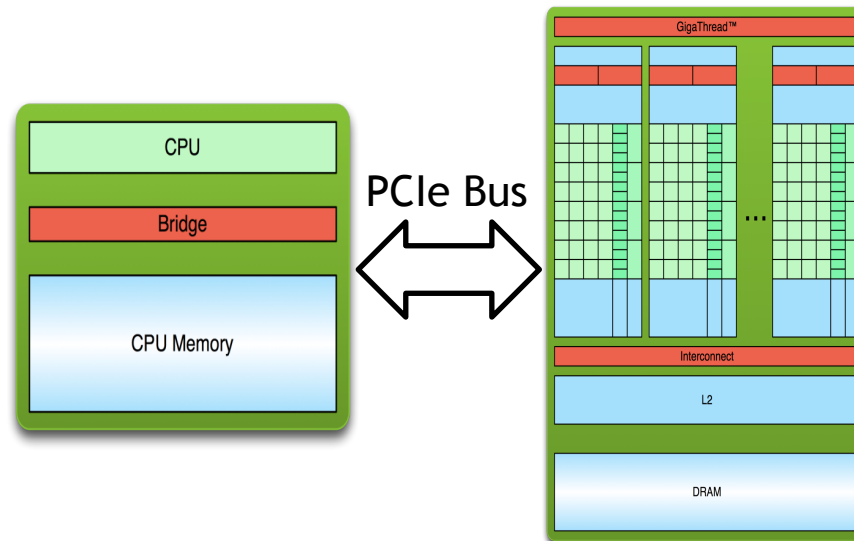 CPU
Bridge
CPU Memory
PCIe Bus
GigaThread™
...
Interconnect
L2
DRAM